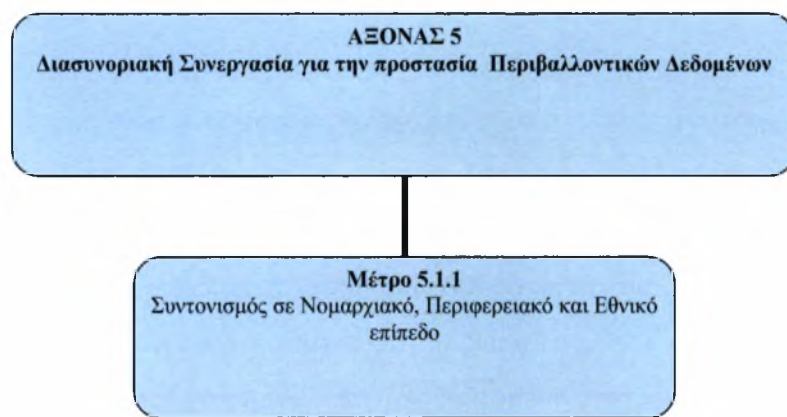 ΑΞΟΝΑΣ 5
Διασυνοριακή Συνεργασία για την προστασία Περιβαλλοντικών Δεδομένων
Μέτρο 5.1.1
Συντονισμός σε Νομαρχιακό, Περιφερειακό και Εθνικό
επίπεδο